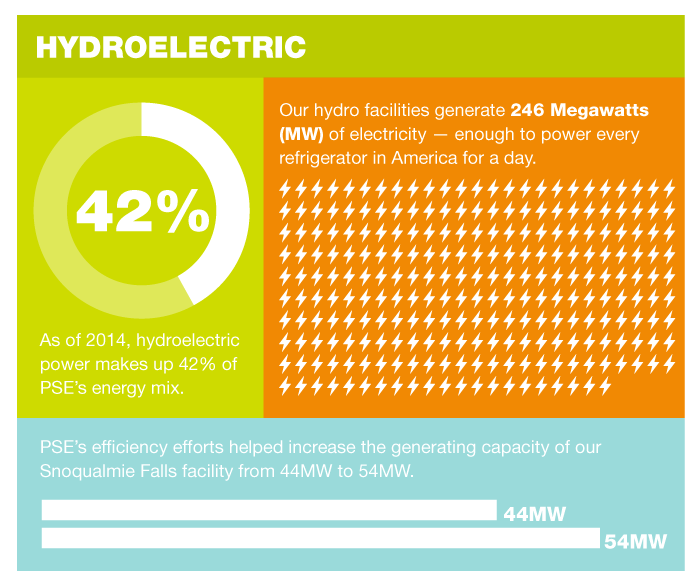 HYDROELECTRIC
42%
As of 2014, hydroelectric
power makes up 42% of
PSE's energy mix.
Our hydro facilities generate 246 Megawatts
(MW) of electricity — enough to power every
refrigerator in America for a day.
PSE's efficiency efforts helped increase the generating capacity of our
Snoqualmie Falls facility from 44MW to 54MW.
44MW
54MW